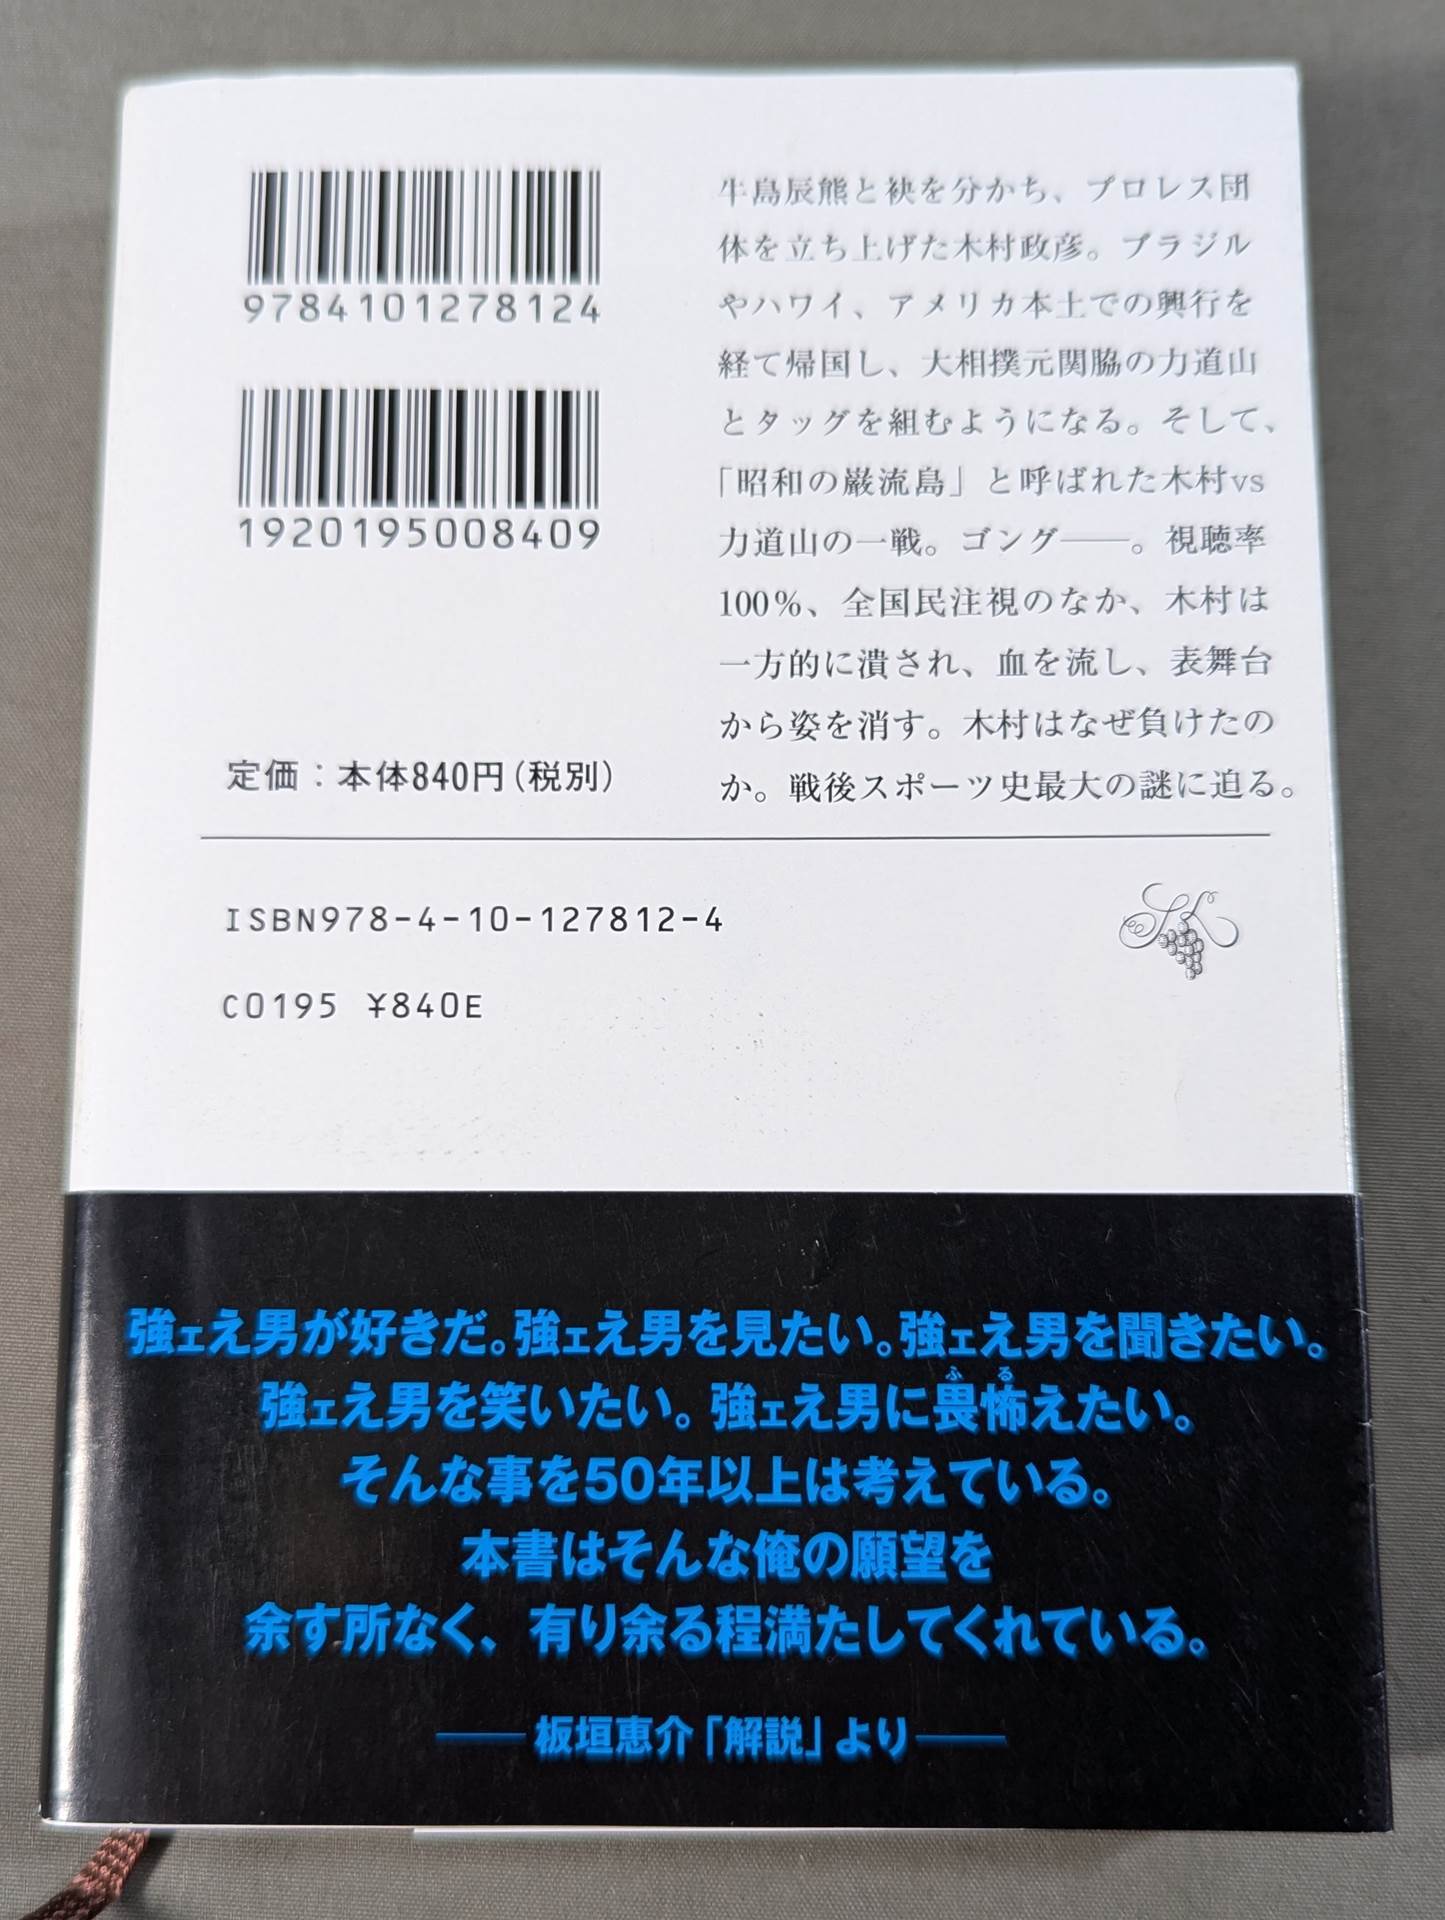 9784101278124
1920195008409
定価：本体840円（税別）
牛島辰熊と袂を分かち、プロレス団
体を立ち上げた木村政彦。ブラジル
やハワイ、アメリカ本土での興行を
経て帰国し、大相撲元関脇の力道山
とタッグを組むようになる。そして、
「昭和の巌流島」と呼ばれた木村vs
力道山の一戦。ゴング――。視聴率
100％、全国民注視のなか、木村は
一方的に潰され、血を流し、表舞台
から姿を消す。木村はなぜ負けたの
か。戦後スポーツ史最大の謎に迫る。
ISBN978-4-10-127812-4
C0195 ¥840E
強ェえ男が好きだ。強ェえ男を見たい。強ェえ男を聞きたい。
ふる
強ェえ男を笑いたい。強ェえ男に畏怖えたい。
そんな事を50年以上は考えている。
本書はそんな俺の願望を
余す所なく、有り余る程満たしてくれている。
――板垣恵介「解説」より――